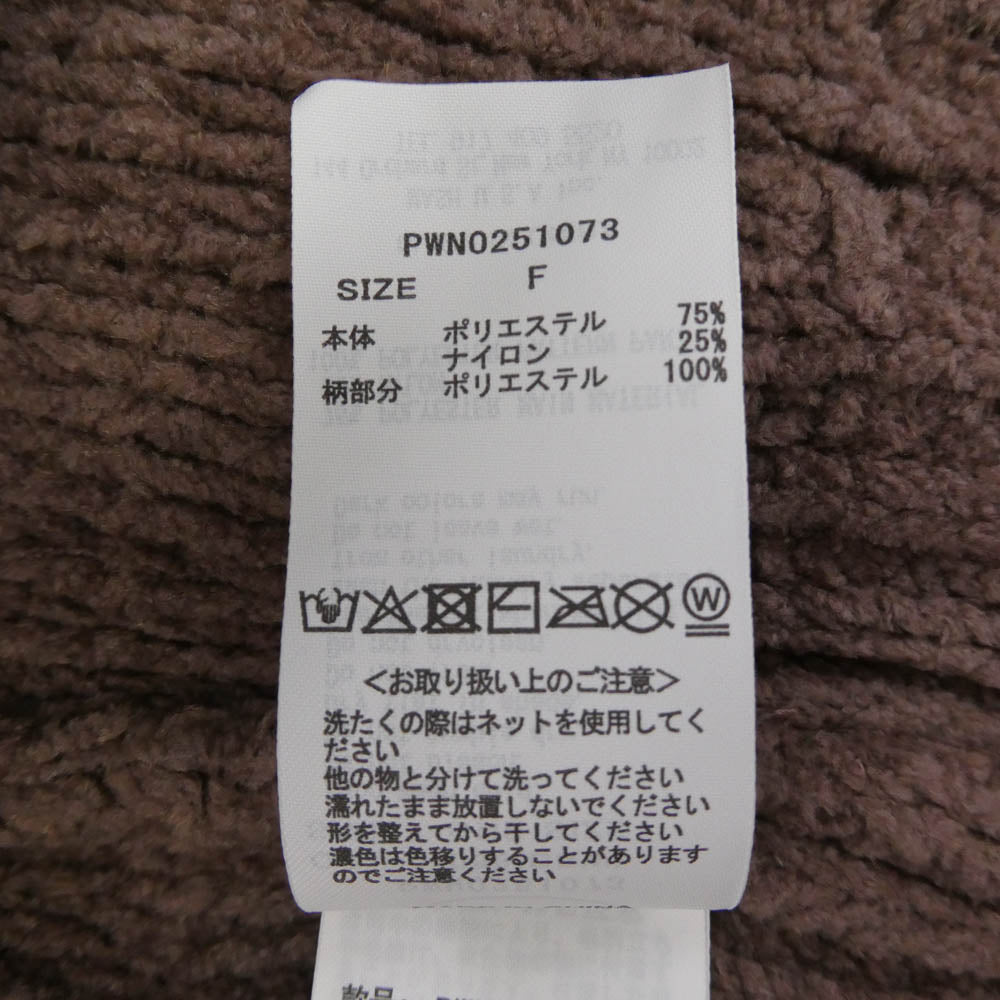 PWNO251073
SIZE F
本体 ポリエステル 75%
ナイロン 25%
柄部分 ポリエステル 100%
W
<お取り扱い上のご注意>
洗たくの際はネットを使用してく
ださい
他の物と分けて洗ってください
濡れたまま放置しないでください
形を整えてから干してください
濃色は色移りすることがあります
のでご注意ください
款号: